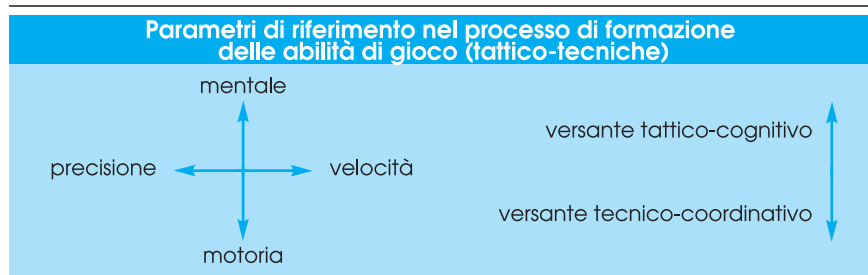 Parametri di riferimento nel processo di formazione
delle abilità di gioco (tattico-tecniche)
mentale
precisione
velocità
motoria
versante tattico-cognitivo
versante tecnico-coordinativo